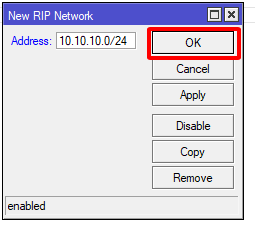 New RIP Network
Address: 10.10.10.0/24
OK
Cancel
Apply
Disable
Copy
Remove
enabled